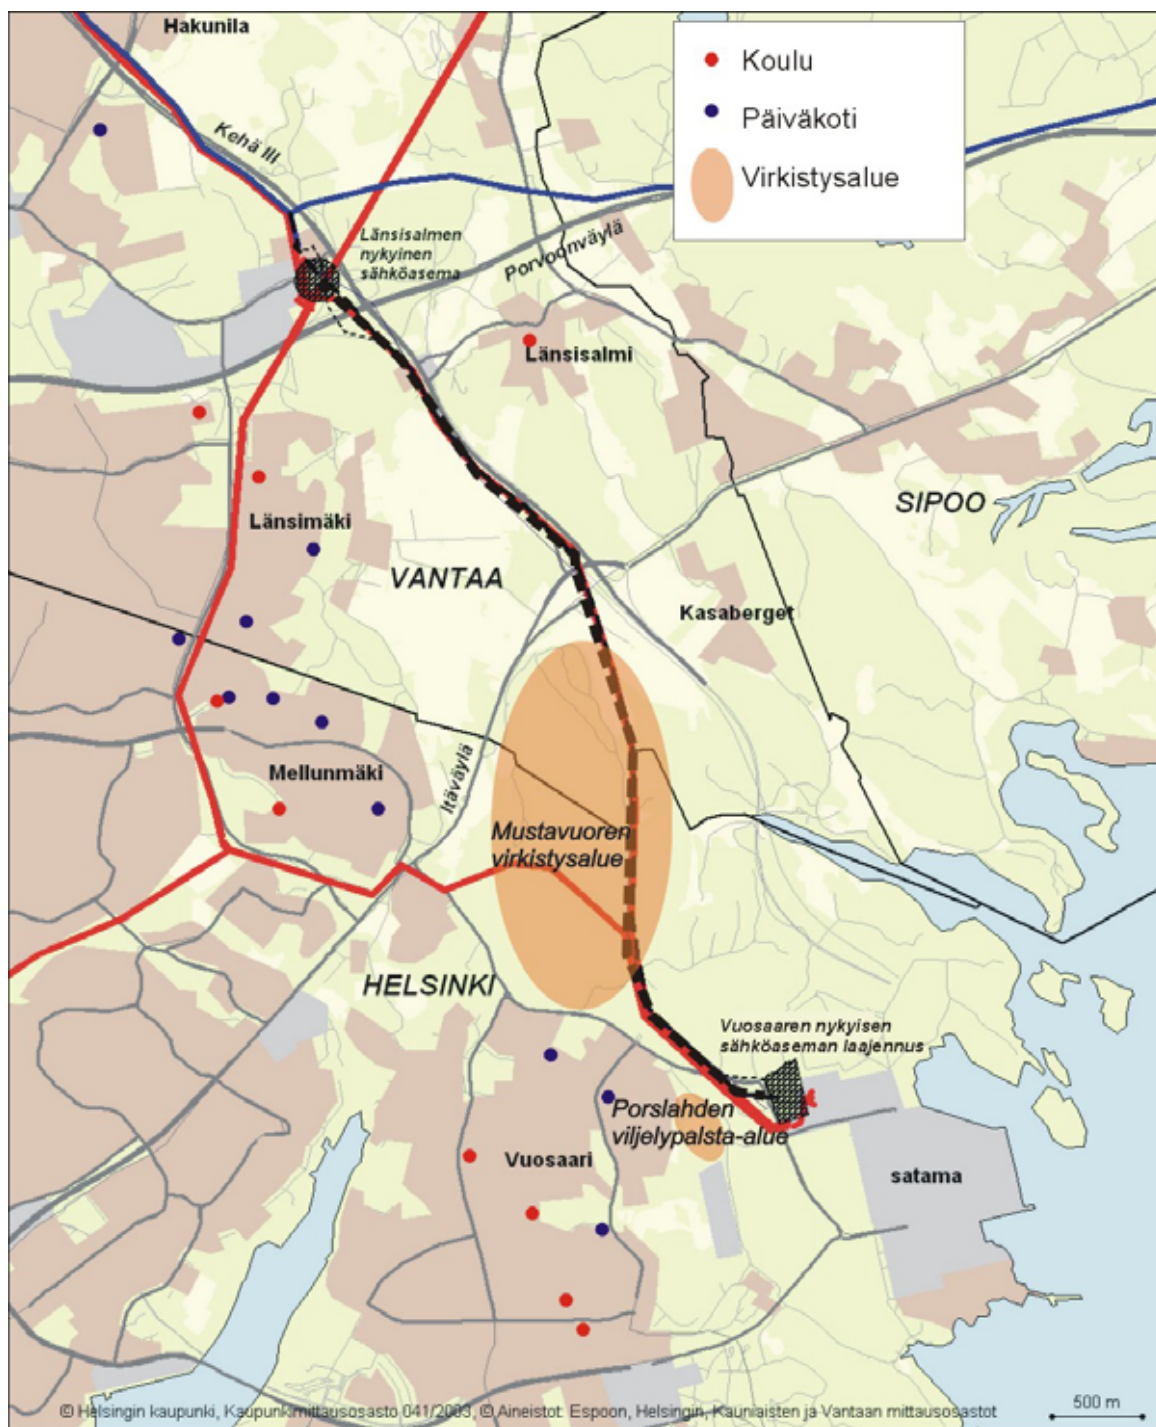 Hakunila
Koulu
Päiväkoti
Virkistysalue
Kehä III
Länsisalmen
nykyinen
sähköasema
Porvoonväylä
Länsisalmi
SIPOO
Länsimäki
VANTAA
Kasaberget
Itäväylä
Mellunmäki
Mustavuoren
virkistysalue
HELSINKI
Vuosaaren nykyisen
sähköaseman laajennus
Porslahden
viljelypalsta-alue
Vuosaari
satama
500 m
© Helsingin kaupunki, Kaupunkimittausosasto 041/2003, © Aineistot: Espoon, Helsingin, Kauniaisten ja Vantaan mittausosastot